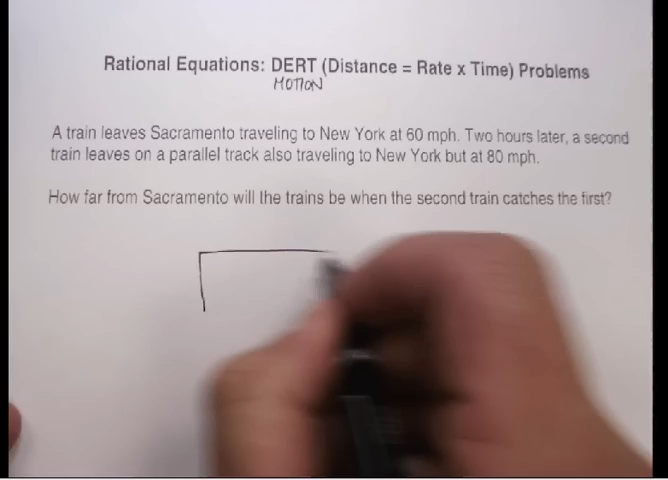 Rational Equations: DERT (Distance = Rate x Time) Problems
MOTION
A train leaves Sacramento traveling to New York at 60 mph. Two hours later, a second
train leaves on a parallel track also traveling to New York but at 80 mph.
How far from Sacramento will the trains be when the second train catches the first?